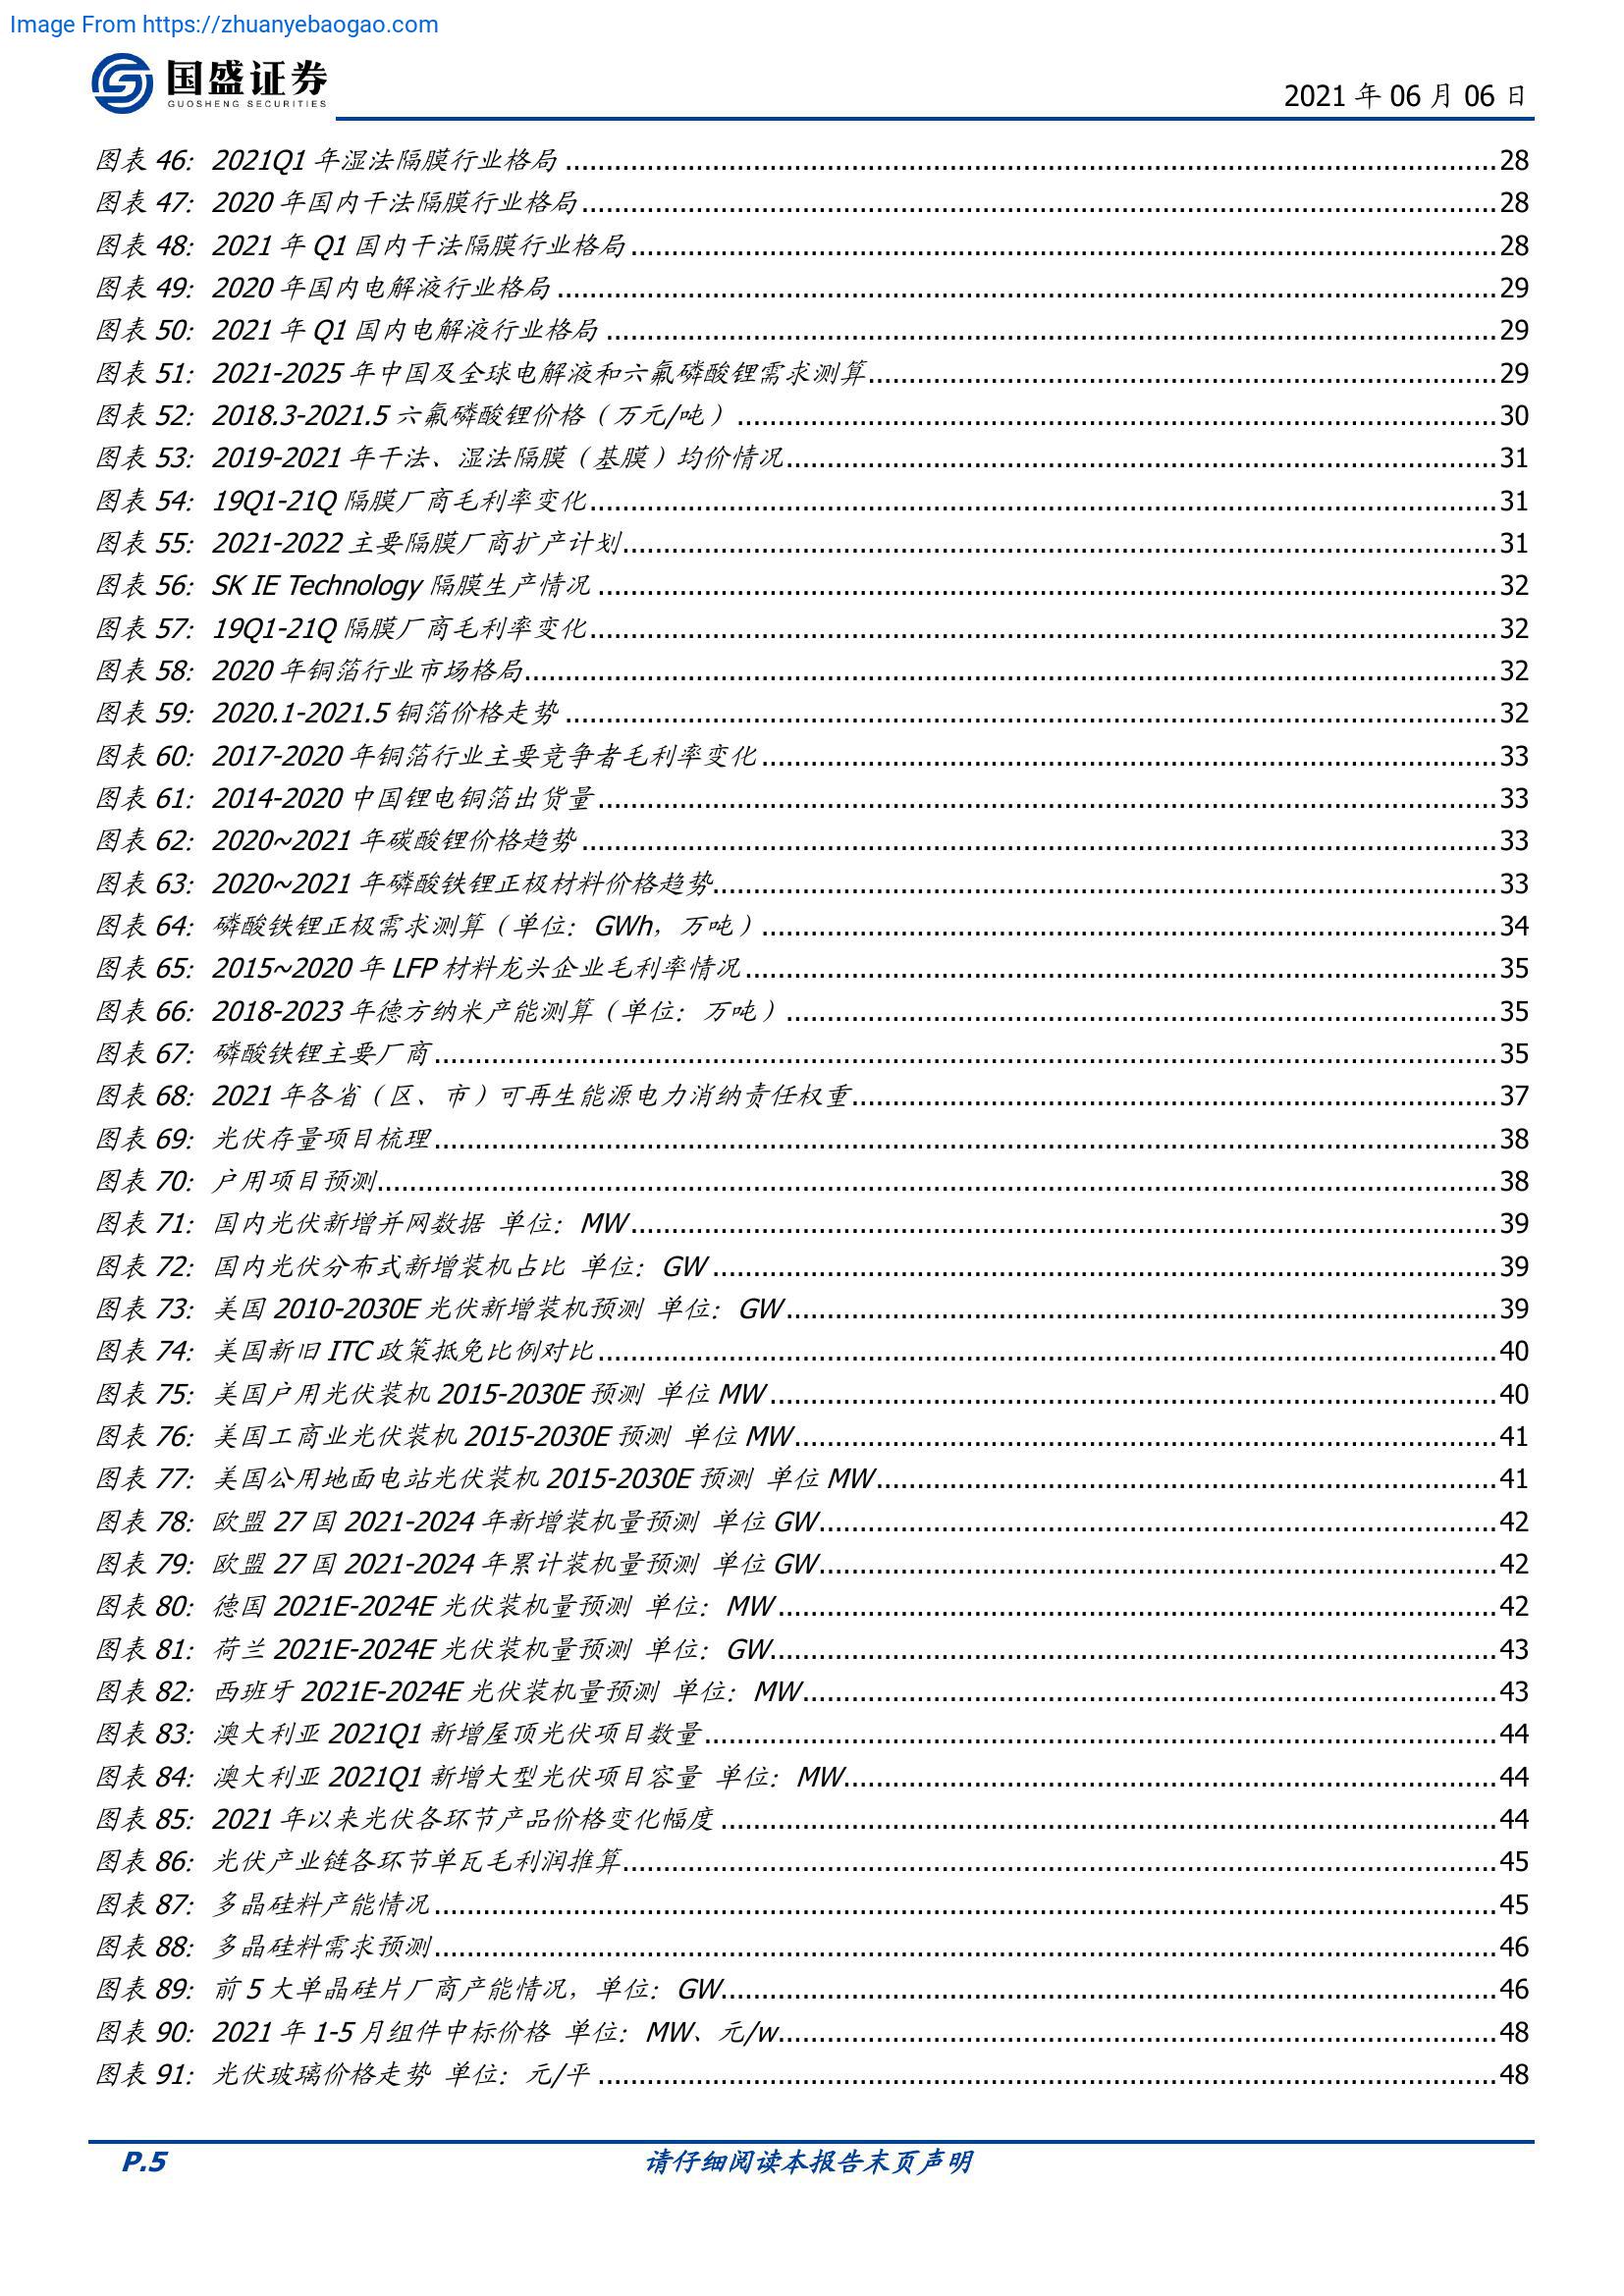 Image From https://zhuanyebaogao.com
国盛证券
GUOSHENG SECURITIES
2021 年 06 月 06 日
图表 46：2021Q1 年湿法隔膜行业格局 ........ 28
图表 47：2020 年国内干法隔膜行业格局 ........ 28
图表 48：2021 年 Q1 国内干法隔膜行业格局 ........ 28
图表 49：2020 年国内电解液行业格局 ........ 29
图表 50：2021 年 Q1 国内电解液行业格局 ........ 29
图表 51：2021-2025 年中国及全球电解液和六氟磷酸锂需求测算 ........ 29
图表 52：2018.3-2021.5 六氟磷酸锂价格（万元/吨） ........ 30
图表 53：2019-2021 年干法、湿法隔膜（基膜）均价情况 ........ 31
图表 54：19Q1-21Q 隔膜厂商毛利率变化 ........ 31
图表 55：2021-2022 主要隔膜厂商扩产计划 ........ 31
图表 56：SK IE Technology 隔膜生产情况 ........ 32
图表 57：19Q1-21Q 隔膜厂商毛利率变化 ........ 32
图表 58：2020 年铜箔行业市场格局 ........ 32
图表 59：2020.1-2021.5 铜箔价格走势 ........ 32
图表 60：2017-2020 年铜箔行业主要竞争者毛利率变化 ........ 33
图表 61：2014-2020 中国锂电铜箔出货量 ........ 33
图表 62：2020~2021 年碳酸锂价格趋势 ........ 33
图表 63：2020~2021 年磷酸铁锂正极材料价格趋势 ........ 33
图表 64：磷酸铁锂正极需求测算（单位：GWh，万吨） ........ 34
图表 65：2015~2020 年 LFP 材料龙头企业毛利率情况 ........ 35
图表 66：2018-2023 年德方纳米产能测算（单位：万吨） ........ 35
图表 67：磷酸铁锂主要厂商 ........ 35
图表 68：2021 年各省（区、市）可再生能源电力消纳责任权重 ........ 37
图表 69：光伏存量项目梳理 ........ 38
图表 70：户用项目预测 ........ 38
图表 71：国内光伏新增并网数据 单位：MW ........ 39
图表 72：国内光伏分布式新增装机占比 单位：GW ........ 39
图表 73：美国 2010-2030E 光伏新增装机预测 单位：GW ........ 39
图表 74：美国新旧 ITC 政策抵免比例对比 ........ 40
图表 75：美国户用光伏装机 2015-2030E 预测 单位 MW ........ 40
图表 76：美国工商业光伏装机 2015-2030E 预测 单位 MW ........ 41
图表 77：美国公用地面电站光伏装机 2015-2030E 预测 单位 MW ........ 41
图表 78：欧盟 27 国 2021-2024 年新增装机量预测 单位 GW ........ 42
图表 79：欧盟 27 国 2021-2024 年累计装机量预测 单位 GW ........ 42
图表 80：德国 2021E-2024E 光伏装机量预测 单位：MW ........ 42
图表 81：荷兰 2021E-2024E 光伏装机量预测 单位：GW ........ 43
图表 82：西班牙 2021E-2024E 光伏装机量预测 单位：MW ........ 43
图表 83：澳大利亚 2021Q1 新增屋顶光伏项目数量 ........ 44
图表 84：澳大利亚 2021Q1 新增大型光伏项目容量 单位：MW ........ 44
图表 85：2021 年以来光伏各环节产品价格变化幅度 ........ 44
图表 86：光伏产业链各环节单瓦毛利润推算 ........ 45
图表 87：多晶硅料产能情况 ........ 45
图表 88：多晶硅料需求预测 ........ 46
图表 89：前 5 大单晶硅片厂商产能情况，单位：GW ........ 46
图表 90：2021 年 1-5 月组件中标价格 单位：MW、元/w ........ 48
图表 91：光伏玻璃价格走势 单位：元/平 ........ 48
P.5
请仔细阅读本报告末页声明